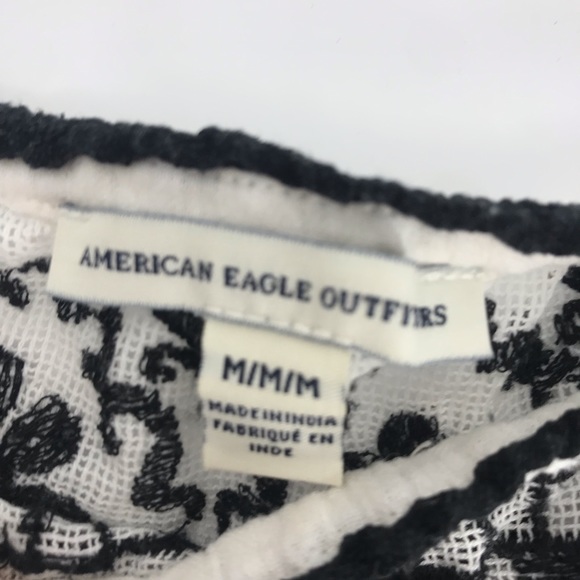 AMERICAN EAGLE OUTFITTERS
M/M/M
MADE IN INDIA
FABRIQUÉ EN
INDE